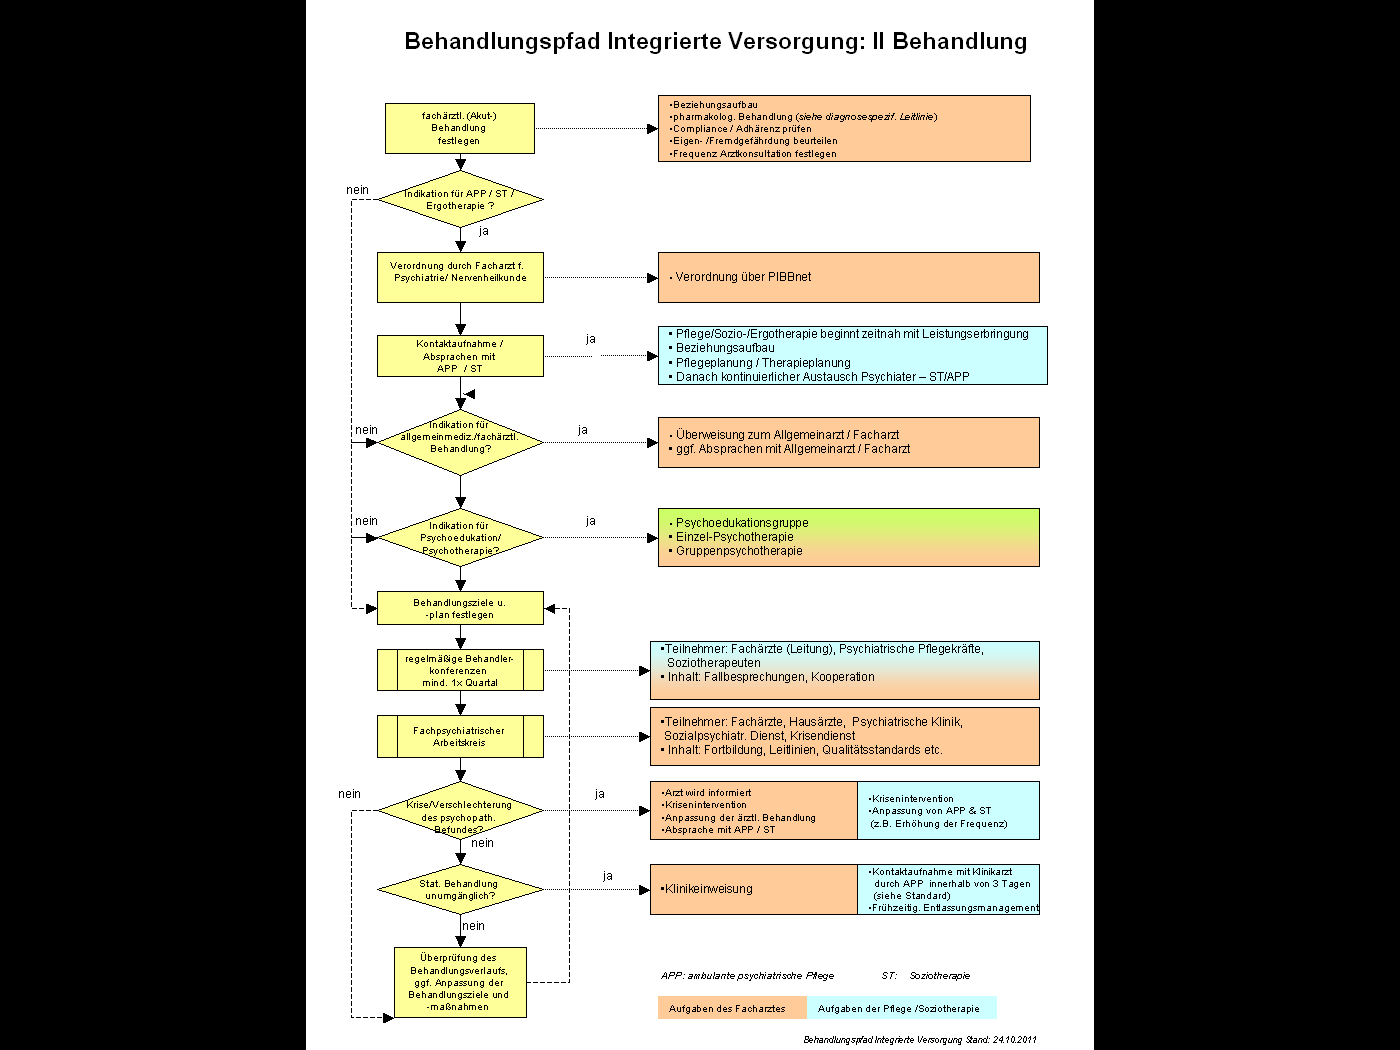 Behandlungspfad Integrierte Versorgung: II Behandlung
fachärztl. (Akut-)
Behandlung
festlegen
•Beziehungsaufbau
•pharmakolog. Behandlung (siehe diagnosespezif. Leitlinie)
•Compliance / Adhärenz prüfen
•Eigen- /Fremdgefährdung beurteilen
•Frequenz Arztkonsultation festlegen
nein
Indikation für APP / ST /
Ergotherapie ?
ja
Verordnung durch Facharzt f.
Psychiatrie/ Nervenheilkunde
• Verordnung über PIBBnet
Kontaktaufnahme /
Absprachen mit
APP / ST
ja
• Pflege/Sozio-/Ergotherapie beginnt zeitnah mit Leistungserbringung
• Beziehungsaufbau
• Pflegeplanung / Therapieplanung
• Danach kontinuierlicher Austausch Psychiater – ST/APP
nein
Indikation für
allgemeinmediz./fachärztl.
Behandlung?
ja
• Überweisung zum Allgemeinarzt / Facharzt
• ggf. Absprachen mit Allgemeinarzt / Facharzt
nein
Indikation für
Psychoedukation/
Psychotherapie?
ja
• Psychoedukationsgruppe
• Einzel-Psychotherapie
• Gruppenpsychotherapie
Behandlungsziele u.
-plan festlegen
regelmäßige Behandler-
konferenzen
mind. 1x Quartal
•Teilnehmer: Fachärzte (Leitung), Psychiatrische Pflegekräfte,
Soziotherapeuten
• Inhalt: Fallbesprechungen, Kooperation
Fachpsychiatrischer
Arbeitskreis
•Teilnehmer: Fachärzte, Hausärzte, Psychiatrische Klinik,
Sozialpsychiatr. Dienst, Krisendienst
• Inhalt: Fortbildung, Leitlinien, Qualitätsstandards etc.
nein
Krise/Verschlechterung
des psychopath.
Befundes?
ja
•Arzt wird informiert
•Krisenintervention
•Anpassung der ärztl. Behandlung
•Absprache mit APP / ST
•Krisenintervention
•Anpassung von APP & ST
(z.B. Erhöhung der Frequenz)
nein
Stat. Behandlung
unumgänglich?
ja
•Klinikeinweisung
•Kontaktaufnahme mit Klinikarzt
durch APP innerhalb von 3 Tagen
(siehe Standard)
•Frühzeitig. Entlassungsmanagement
nein
Überprüfung des
Behandlungsverlaufs,
ggf. Anpassung der
Behandlungsziele und
-maßnahmen
APP: ambulante psychiatrische Pflege ST: Soziotherapie
Aufgaben des Facharztes
Aufgaben der Pflege /Soziotherapie
Behandlungspfad Integrierte Versorgung Stand: 24.10.2011